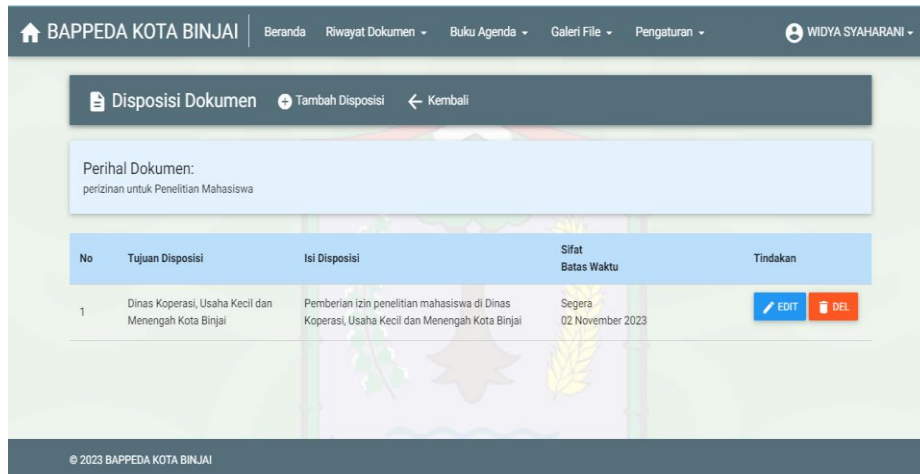 BAPPEDA KOTA BINJAI Beranda Riwayat Dokumen Buku Agenda Galeri File Pengaturan WIDYA SYAHARANI
Disposisi Dokumen Tambah Disposisi Kembali
Perihal Dokumen:
perizinan untuk Penelitian Mahasiswa
No Tujuan Disposisi Isi Disposisi Sifat Batas Waktu Tindakan
1 Dinas Koperasi, Usaha Kecil dan Pemberian izin penelitian mahasiswa di Dinas Segera EDIT DEL
Menengah Kota Binjai Koperasi, Usaha Kecil dan Menengah Kota Binjai 02 November 2023
© 2023 BAPPEDA KOTA BINJAI